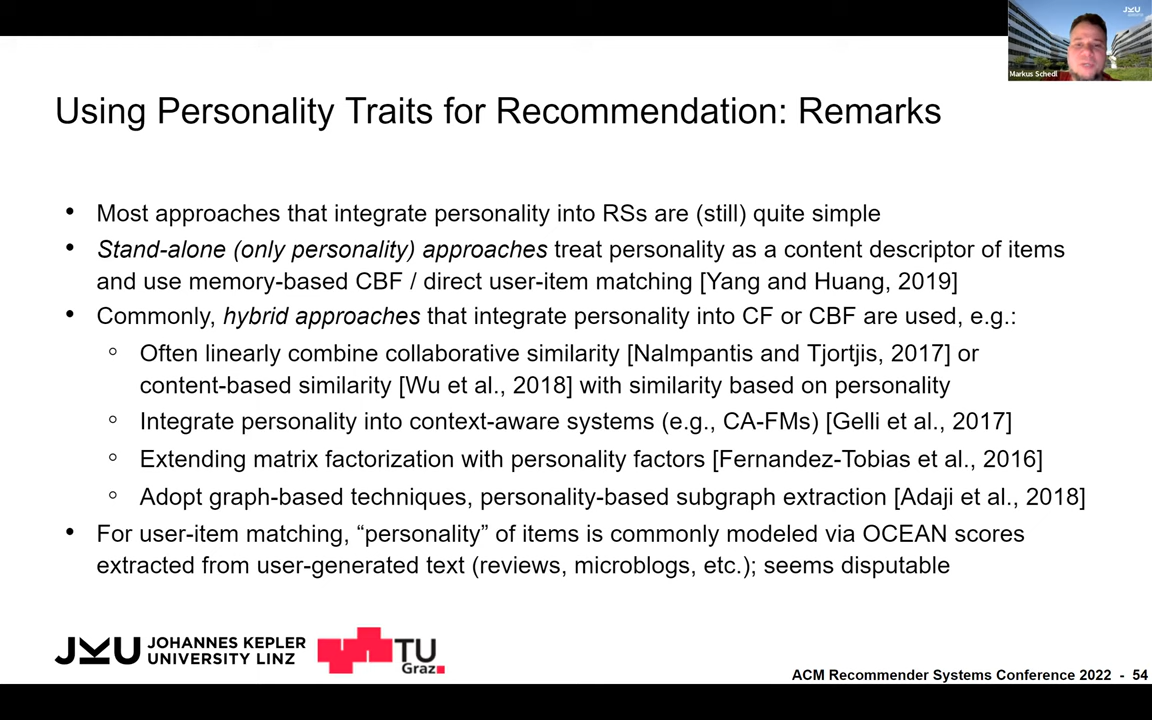 JKU
Markus Schedl
Using Personality Traits for Recommendation: Remarks
• Most approaches that integrate personality into RSs are (still) quite simple
• Stand-alone (only personality) approaches treat personality as a content descriptor of items
and use memory-based CBF / direct user-item matching [Yang and Huang, 2019]
• Commonly, hybrid approaches that integrate personality into CF or CBF are used, e.g.:
○ Often linearly combine collaborative similarity [Nalmpantis and Tjortjis, 2017] or
content-based similarity [Wu et al., 2018] with similarity based on personality
○ Integrate personality into context-aware systems (e.g., CA-FMs) [Gelli et al., 2017]
○ Extending matrix factorization with personality factors [Fernandez-Tobias et al., 2016]
○ Adopt graph-based techniques, personality-based subgraph extraction [Adaji et al., 2018]
• For user-item matching, “personality” of items is commonly modeled via OCEAN scores
extracted from user-generated text (reviews, microblogs, etc.); seems disputable
JKU JOHANNES KEPLER
UNIVERSITY LINZ
TU
Graz
ACM Recommender Systems Conference 2022 - 54